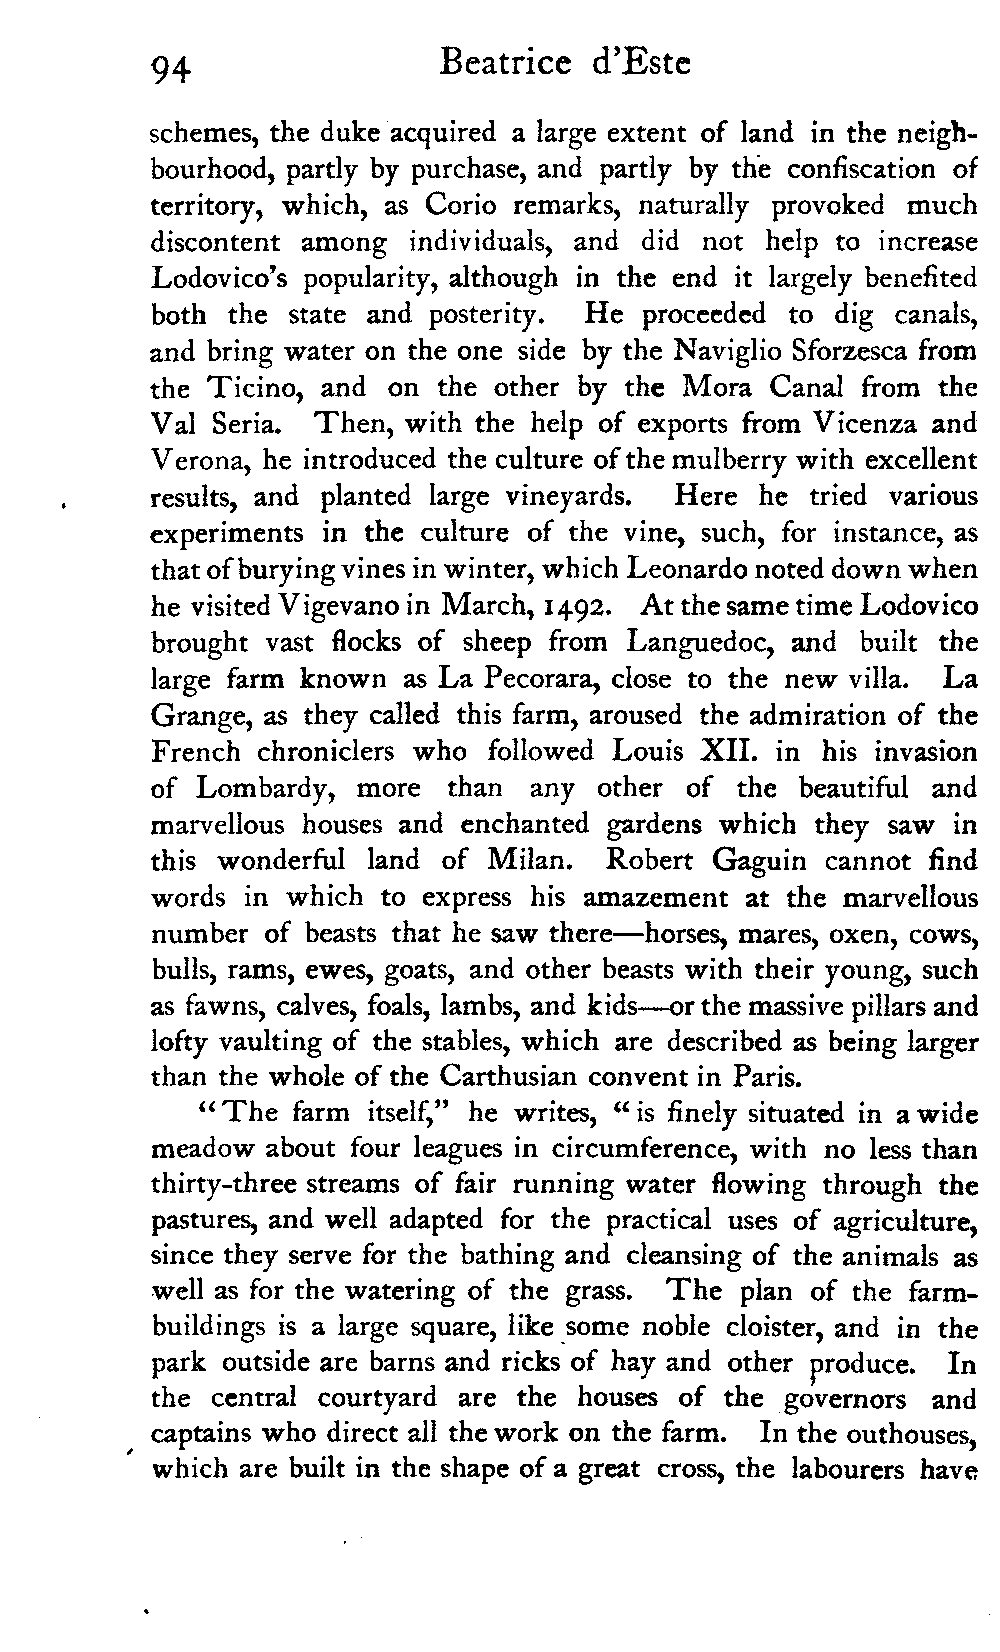 94 Beatrice d'Este
schemes, the duke acquired a large extent of land in the neigh-
bourhood, partly by purchase, and partly by the confiscation of
territory, which, as Corio remarks, naturally provoked much
discontent among individuals, and did not help to increase
Lodovico's popularity, although in the end it largely benefited
both the state and posterity. He proceeded to dig canals,
and bring water on the one side by the Naviglio Sforzesca from
the Ticino, and on the other by the Mora Canal from the
Val Seria. Then, with the help of exports from Vicenza and
Verona, he introduced the culture of the mulberry with excellent
results, and planted large vineyards. Here he tried various
experiments in the culture of the vine, such, for instance, as
that of burying vines in winter, which Leonardo noted down when
he visited Vigevano in March, 1492. At the same time Lodovico
brought vast flocks of sheep from Languedoc, and built the
large farm known as La Pecorara, close to the new villa. La
Grange, as they called this farm, aroused the admiration of the
French chroniclers who followed Louis XII. in his invasion
of Lombardy, more than any other of the beautiful and
marvellous houses and enchanted gardens which they saw in
this wonderful land of Milan. Robert Gaguin cannot find
words in which to express his amazement at the marvellous
number of beasts that he saw there—horses, mares, oxen, cows,
bulls, rams, ewes, goats, and other beasts with their young, such
as fawns, calves, foals, lambs, and kids—or the massive pillars and
lofty vaulting of the stables, which are described as being larger
than the whole of the Carthusian convent in Paris.
"The farm itself," he writes, "is finely situated in a wide
meadow about four leagues in circumference, with no less than
thirty-three streams of fair running water flowing through the
pastures, and well adapted for the practical uses of agriculture,
since they serve for the bathing and cleansing of the animals as
well as for the watering of the grass. The plan of the farm-
buildings is a large square, like some noble cloister, and in the
park outside are barns and ricks of hay and other produce. In
the central courtyard are the houses of the governors and
captains who direct all the work on the farm. In the outhouses,
which are built in the shape of a great cross, the labourers have